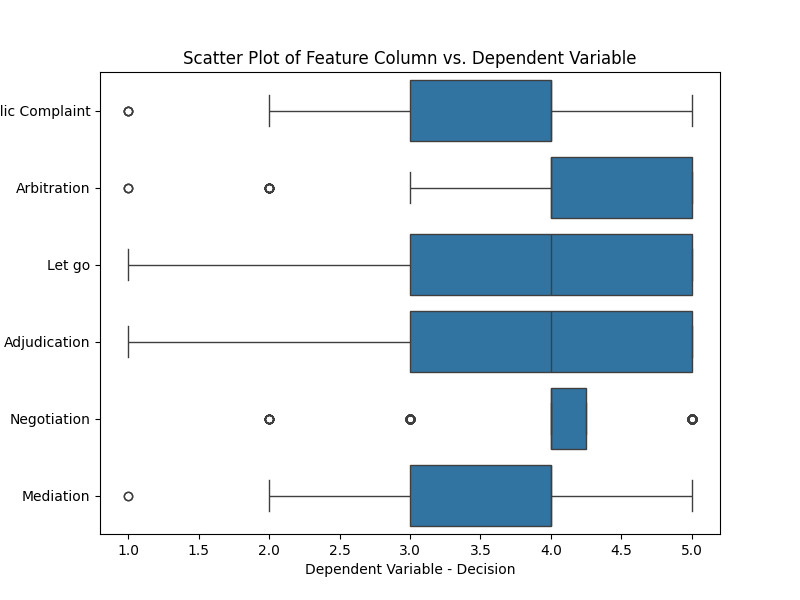 Scatter Plot of Feature Column vs. Dependent Variable
lic Complaint
Arbitration
Let go
Adjudication
Negotiation
Mediation
1.0 1.5 2.0 2.5 3.0 3.5 4.0 4.5 5.0
Dependent Variable - Decision